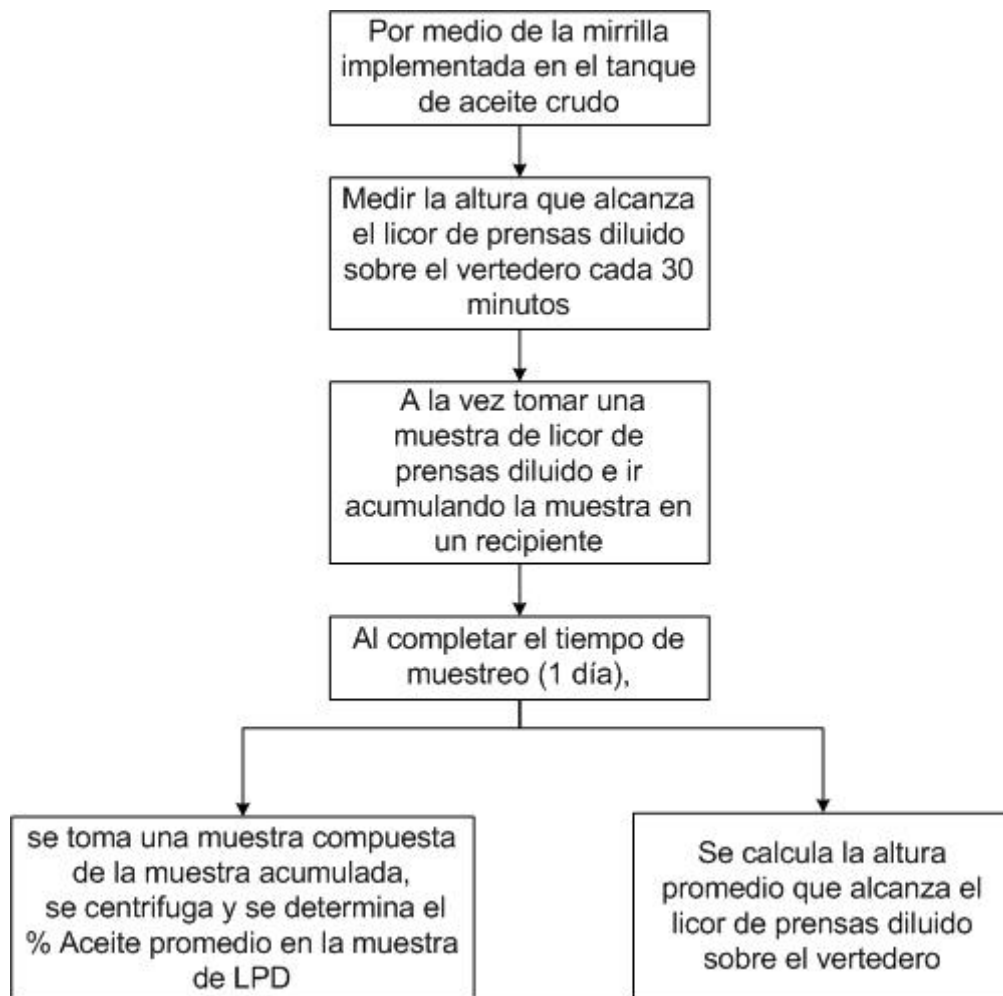 Por medio de la mirrilla
implementada en el tanque
de aceite crudo
Medir la altura que alcanza
el licor de prensas diluido
sobre el vertedero cada 30
minutos
A la vez tomar una
muestra de licor de
prensas diluido e ir
acumulando la muestra en
un recipiente
Al completar el tiempo de
muestreo (1 día),
se toma una muestra compuesta
de la muestra acumulada,
se centrifuga y se determina el
% Aceite promedio en la muestra
de LPD
Se calcula la altura
promedio que alcanza el
licor de prensas diluido
sobre el vertedero